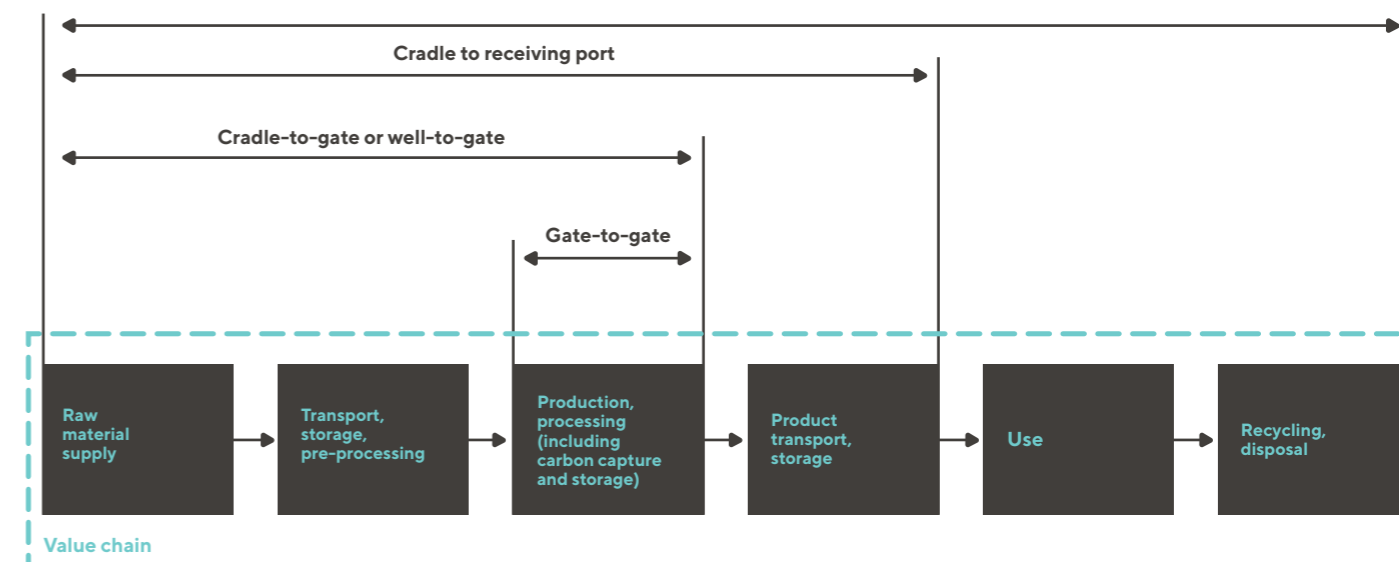 Cradle to receiving port
Cradle-to-gate or well-to-gate
Gate-to-gate
Raw
material
supply
Transport,
storage,
pre-processing
Production,
processing
(including
carbon capture
and storage)
Product
transport,
storage
Use
Recycling,
disposal
Value chain